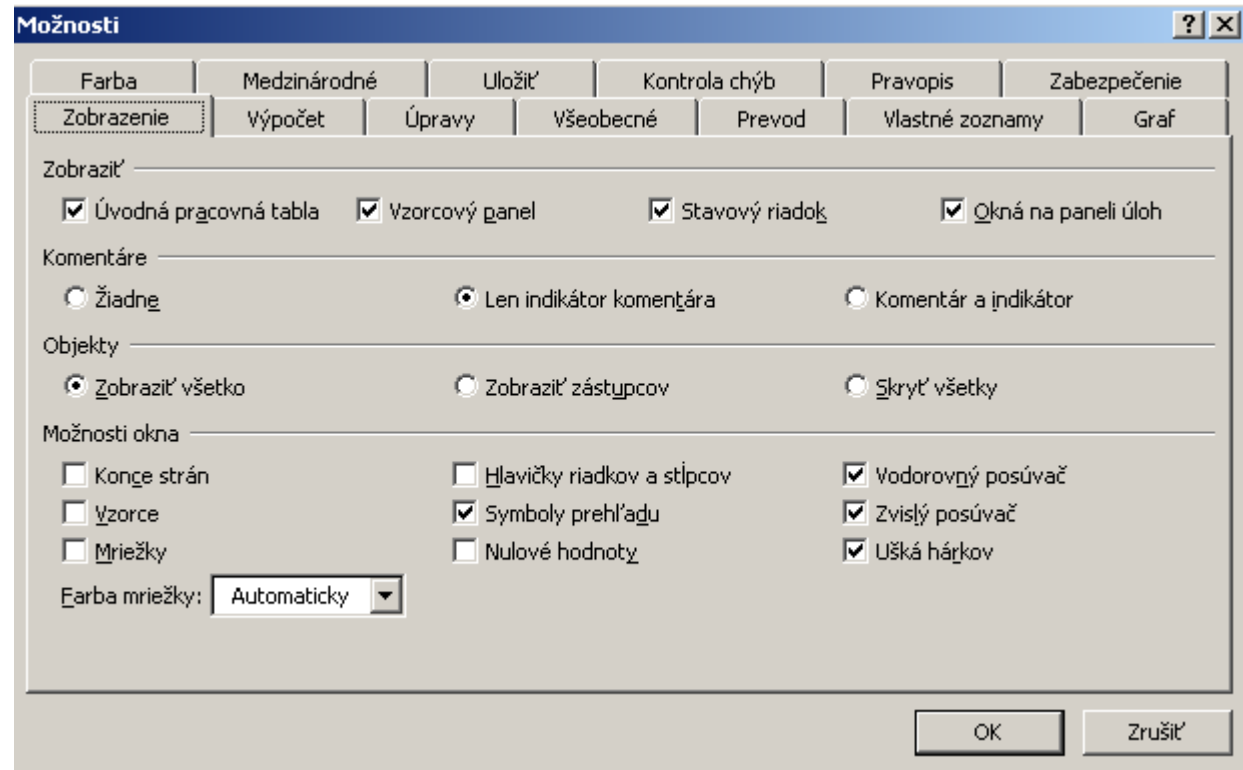 Možnosti
Farba Medzinárodné Uložiť Kontrola chýb Pravopis Zabezpečenie
Zobrazenie Výpočet Úpravy Všeobecné Prevod Vlastné zoznamy Graf
Zobraziť
Úvodná pracovná tabla Vzorcový panel Stavový riadok Okná na paneli úloh
Komentáre
Žiadne Len indikátor komentára Komentár a indikátor
Objekty
Zobraziť všetko Zobraziť zástupcov Skryť všetky
Možnosti okna
Konce strán Hlavičky riadkov a stĺpcov Vodorovný posúvač
Vzorce Symboly prehľadu Zvislý posúvač
Mriežky Nulové hodnoty Ušká hárkov
Farba mriežky: Automaticky
OK Zrušiť